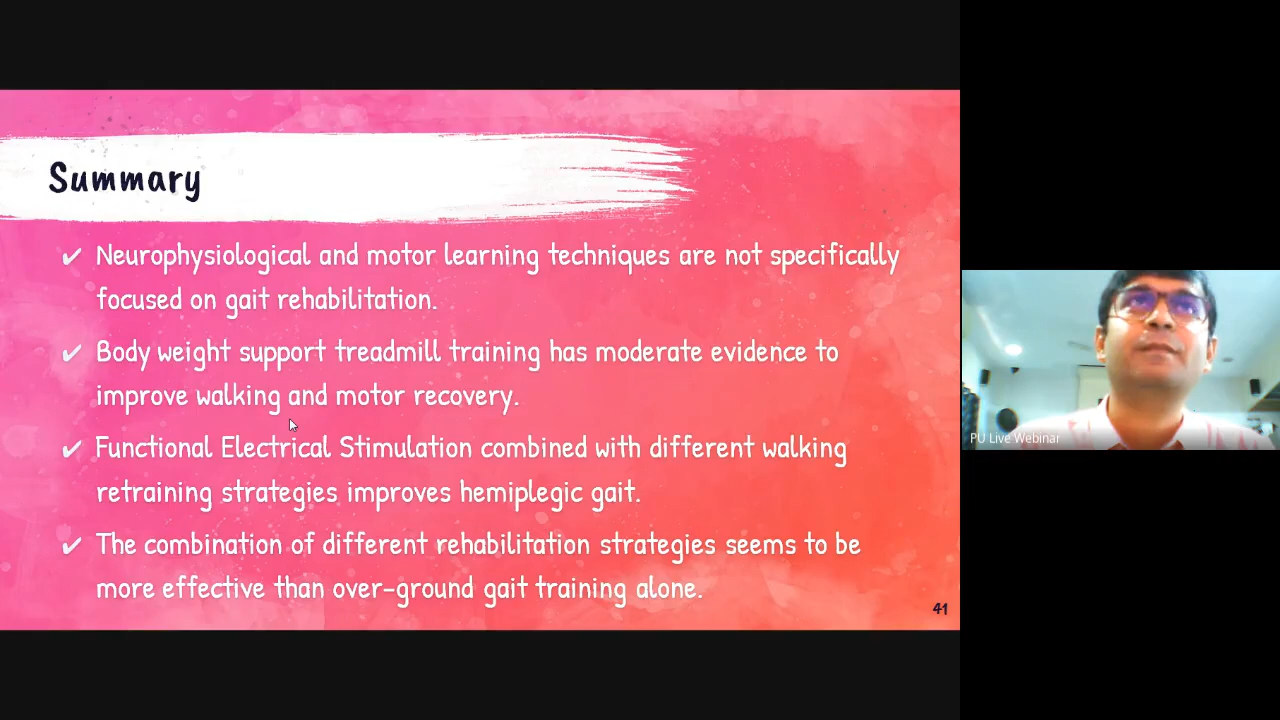 Summary
✔ Neurophysiological and motor learning techniques are not specifically
focused on gait rehabilitation.
✔ Body weight support treadmill training has moderate evidence to
improve walking and motor recovery.
✔ Functional Electrical Stimulation combined with different walking
retraining strategies improves hemiplegic gait.
✔ The combination of different rehabilitation strategies seems to be
more effective than over-ground gait training alone.
41
PU Live Webinar